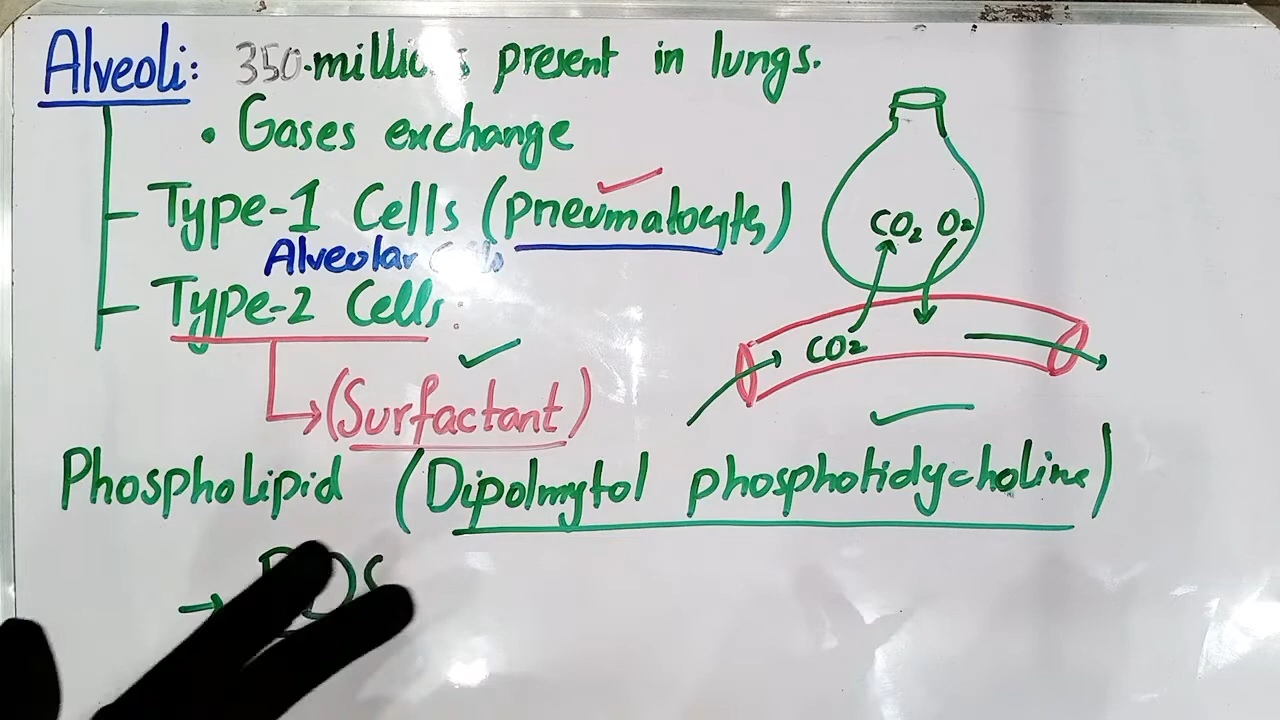 Alveoli: 350 millions present in lungs.
• Gases exchange
Type-1 Cells (pneumatocyts)
Alveolar
Type-2 Cells:
(Surfactant)
PhosphoLipid (Dipolmytol phosphotidycholine)
CO₂ O₂
CO₂